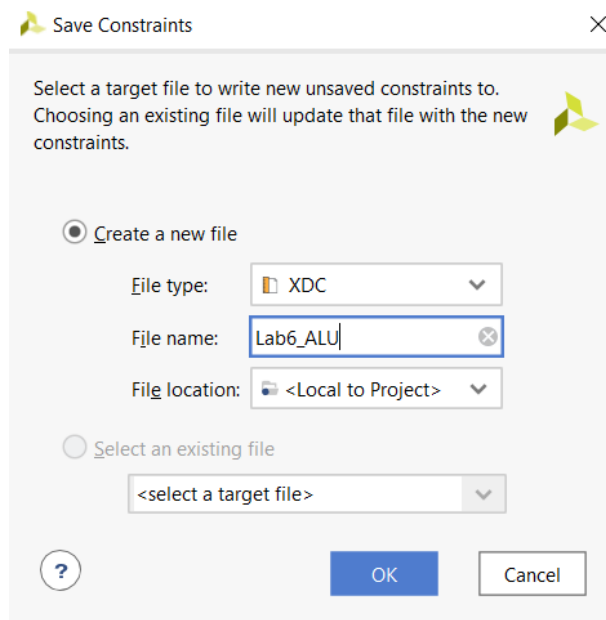 Save Constraints
Select a target file to write new unsaved constraints to.
Choosing an existing file will update that file with the new
constraints.
Create a new file
File type: XDC
File name: Lab6_ALU
File location: <Local to Project>
Select an existing file
<select a target file>
? OK Cancel